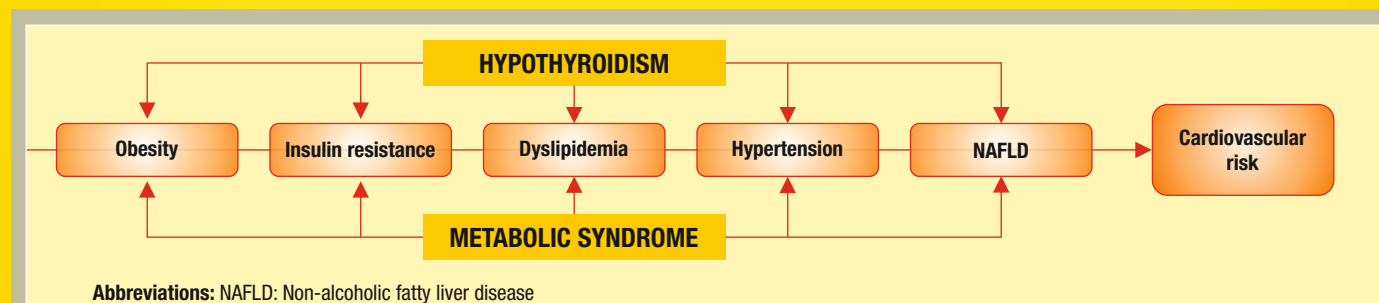 HYPOTHYROIDISM
Obesity
Insulin resistance
Dyslipidemia
Hypertension
NAFLD
Cardiovascular
risk
METABOLIC SYNDROME
Abbreviations: NAFLD: Non-alcoholic fatty liver disease